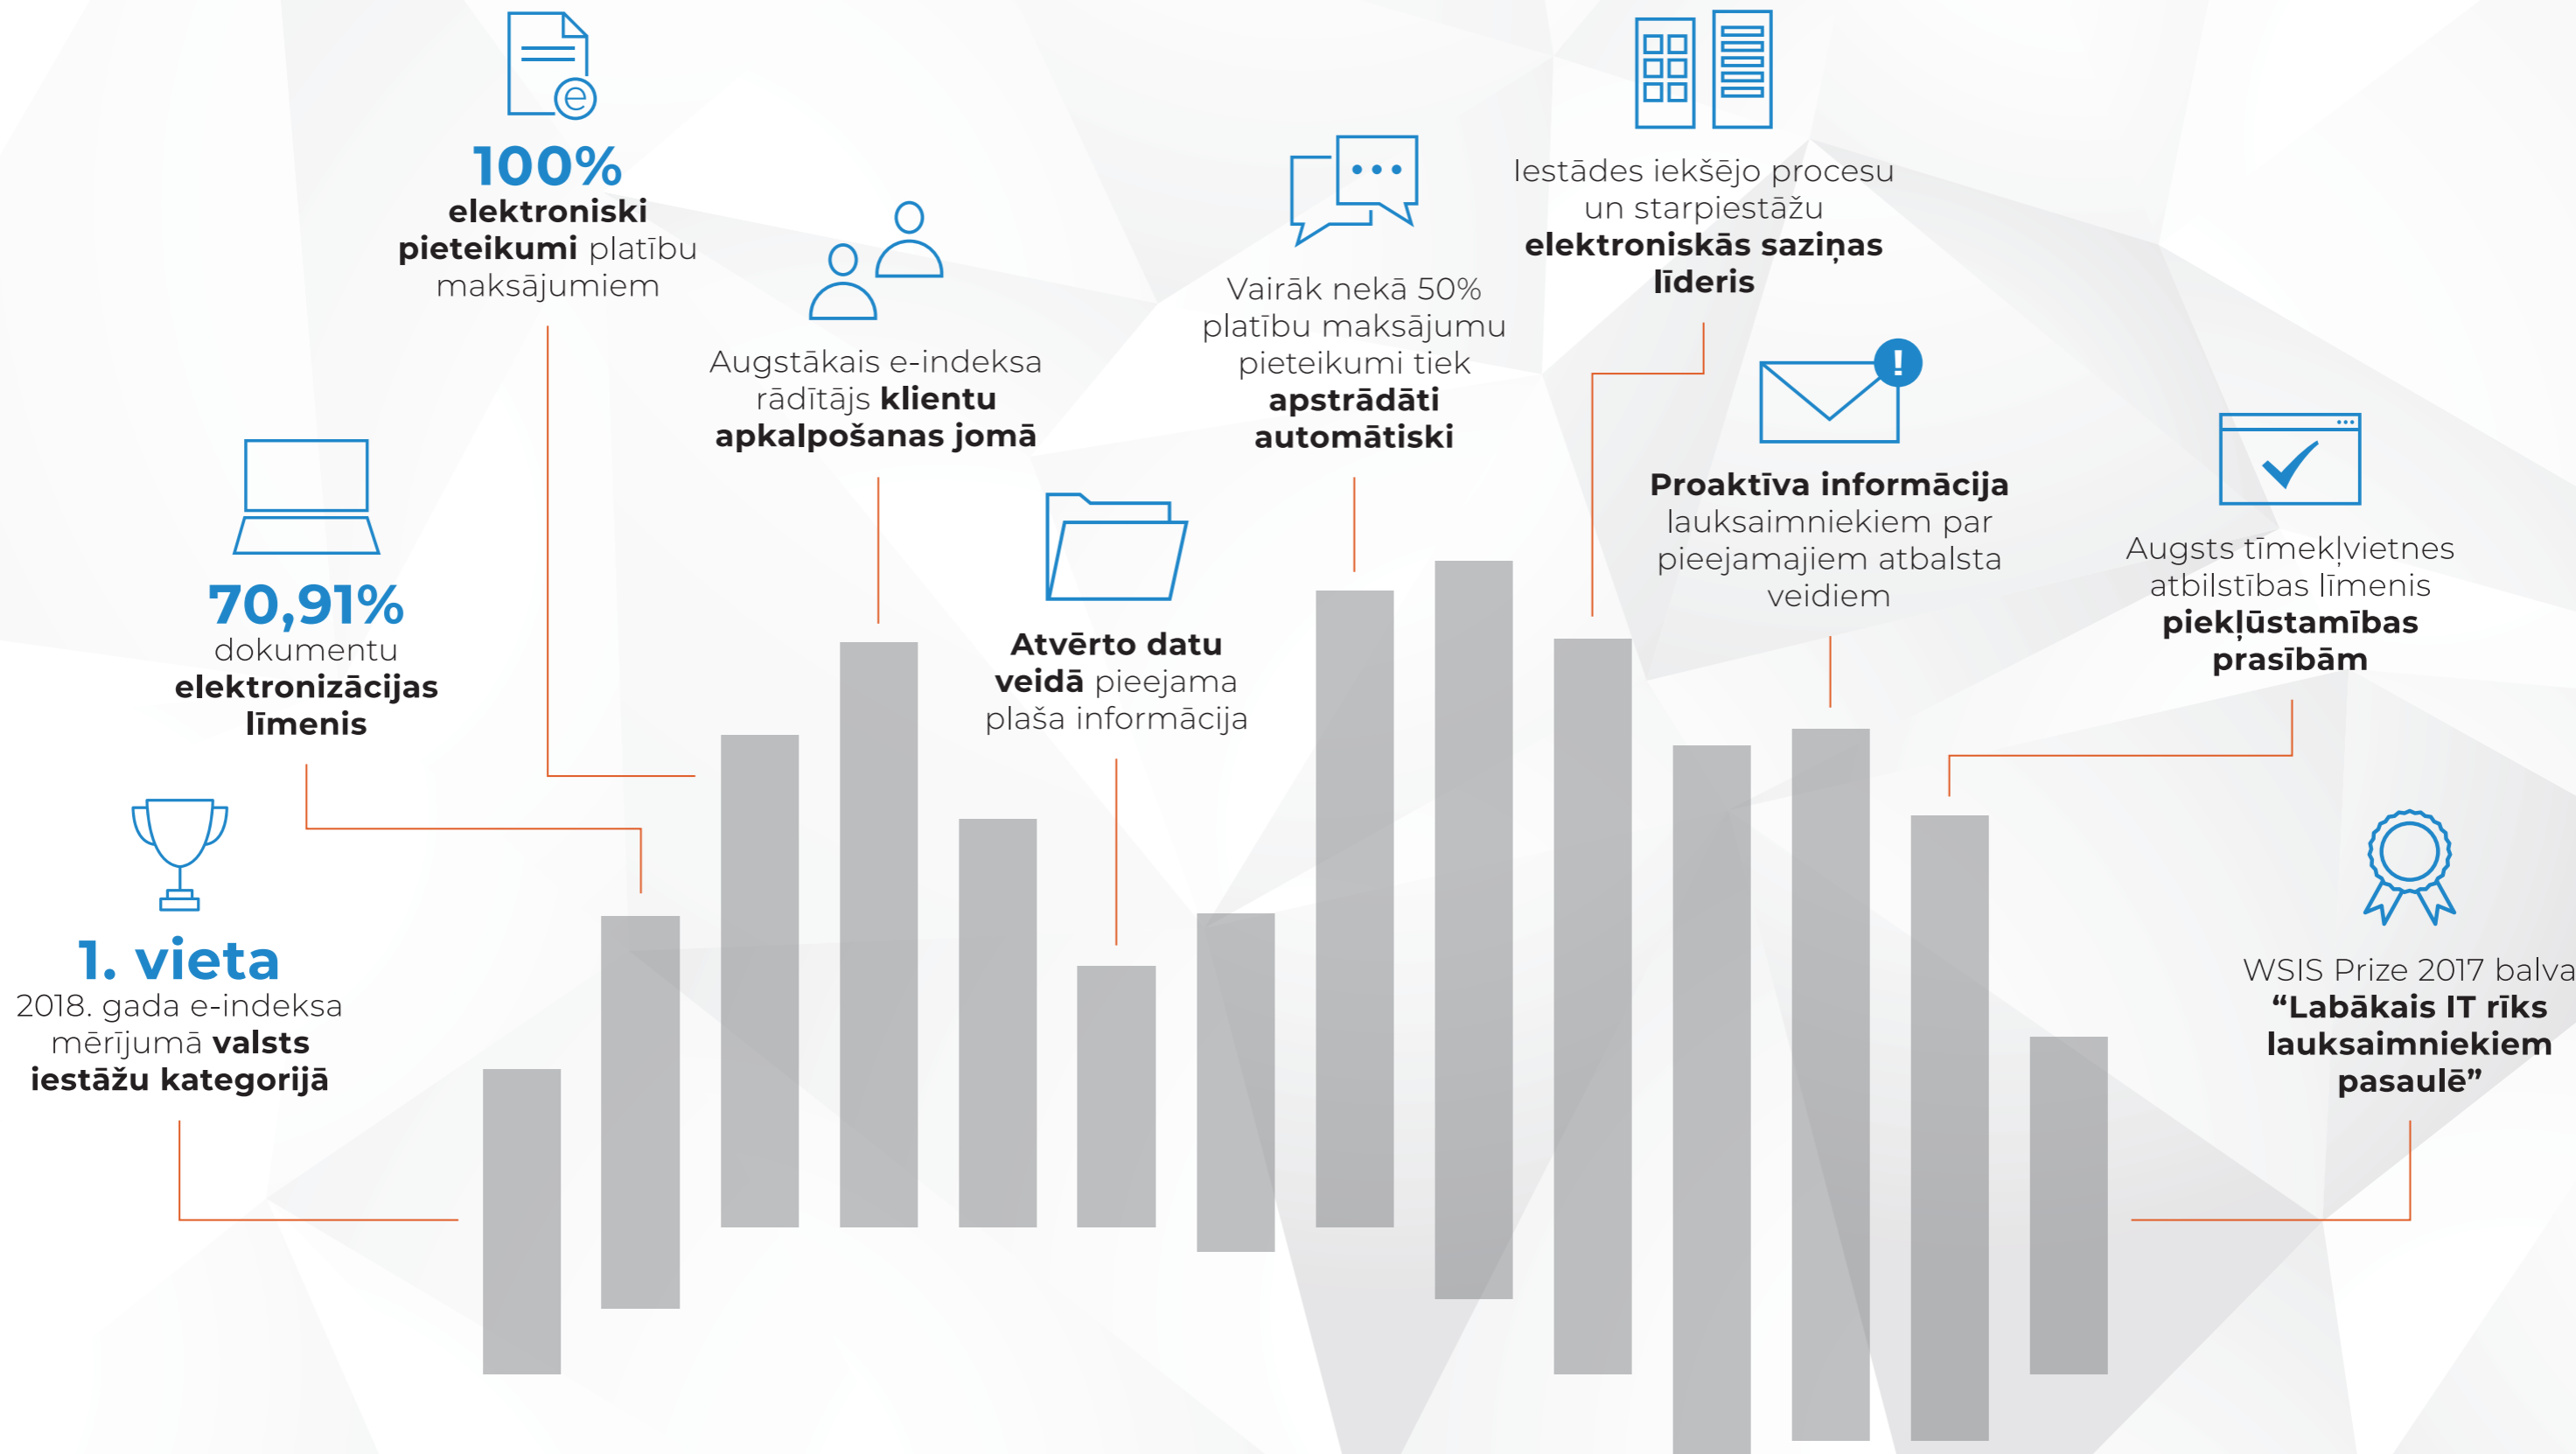 100%
elektroniski
pieteikumi platību
maksājumiem
Iestādes iekšējo procesu
un starpiestāžu
elektroniskās saziņas
līderis
Vairāk nekā 50%
platību maksājumu
pieteikumi tiek
apstrādāti
automātiski
Augstākais e-indeksa
rādītājs klientu
apkalpošanas jomā
Proaktīva informācija
lauksaimniekiem par
pieejamajiem atbalsta
veidiem
Augsts tīmekļvietnes
atbilstības līmenis
piekļūstamības
prasībām
70,91%
dokumentu
elektronizācijas
līmenis
Atvērto datu
veidā pieejama
plaša informācija
1. vieta
2018. gada e-indeksa
mērījumā valsts
iestāžu kategorijā
WSIS Prize 2017 balva
“Labākais IT rīks
lauksaimniekiem
pasaulē”